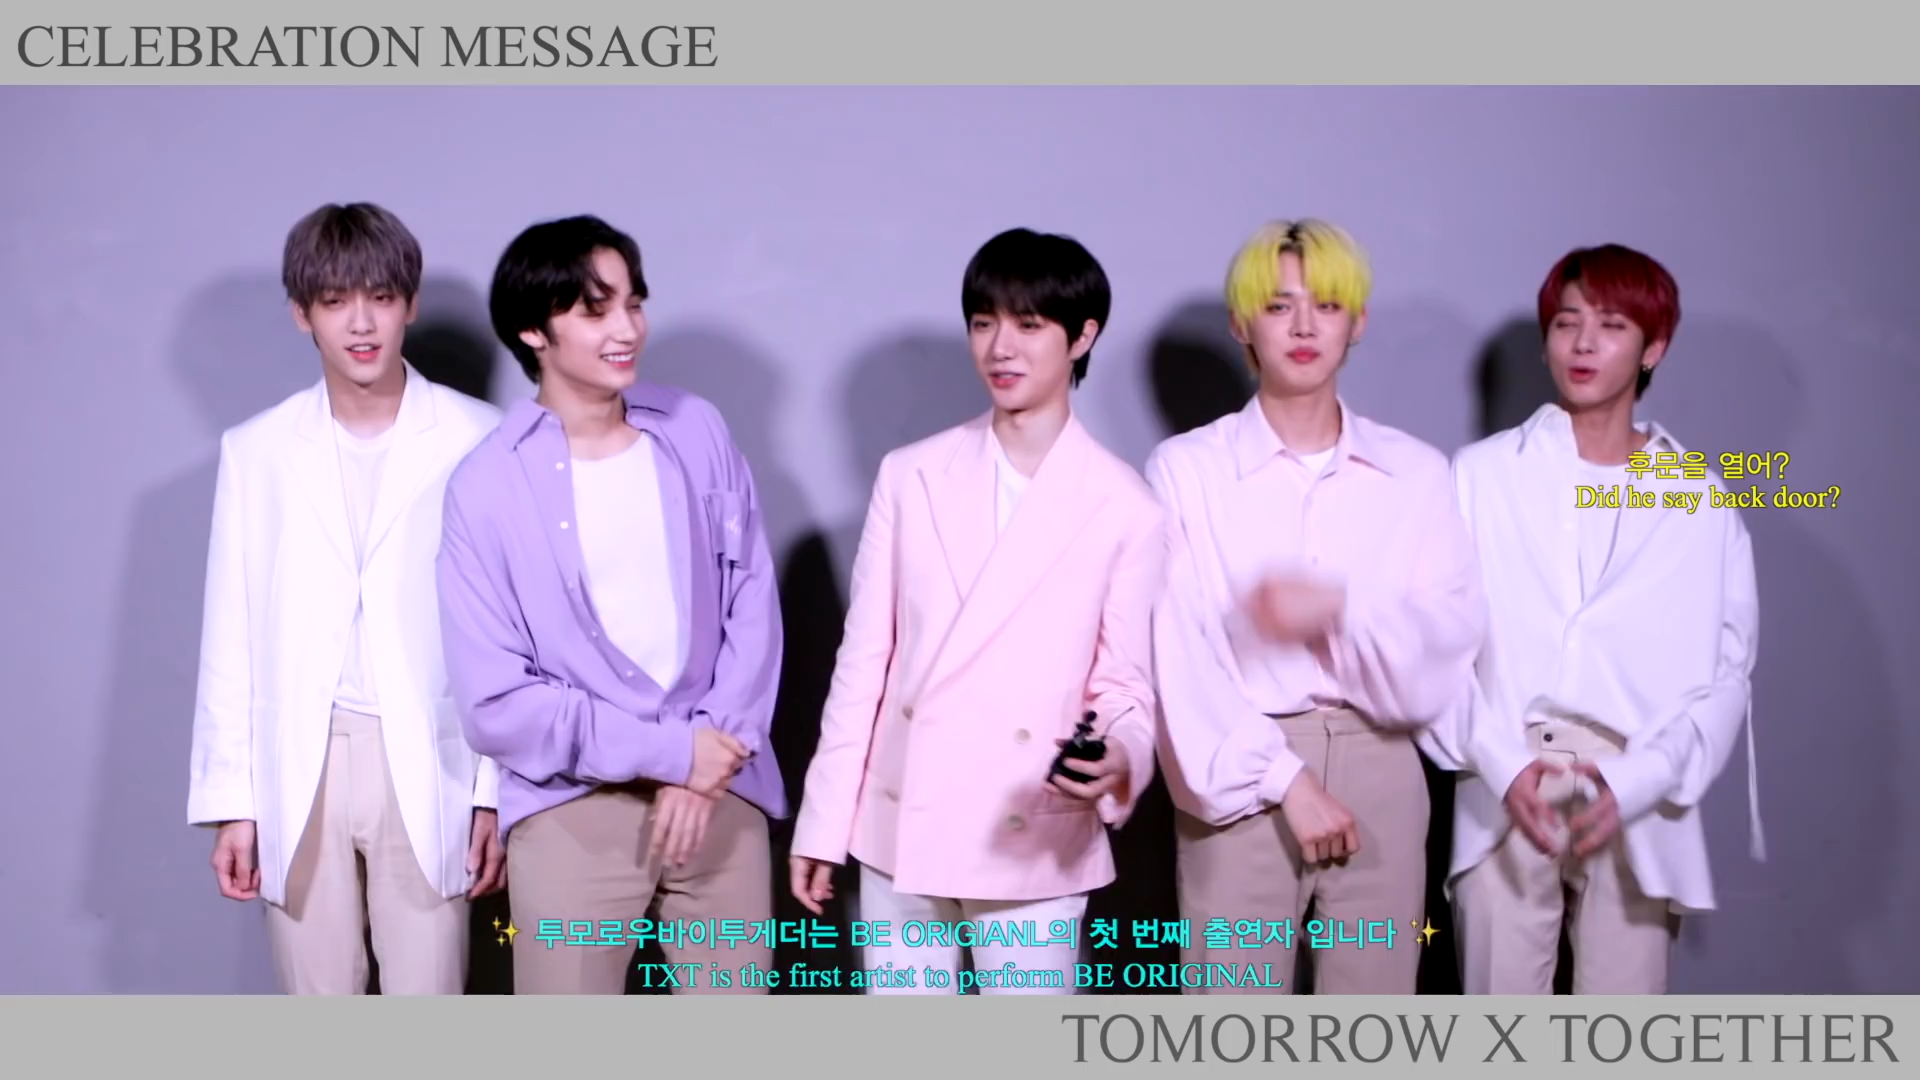 CELEBRATION MESSAGE
후문을 열어?
Did he say back door?
투모로우바이투게더는 BE ORIGIANL의 첫 번째 출연자 입니다
TXT is the first artist to perform BE ORIGINAL
TOMORROW X TOGETHER